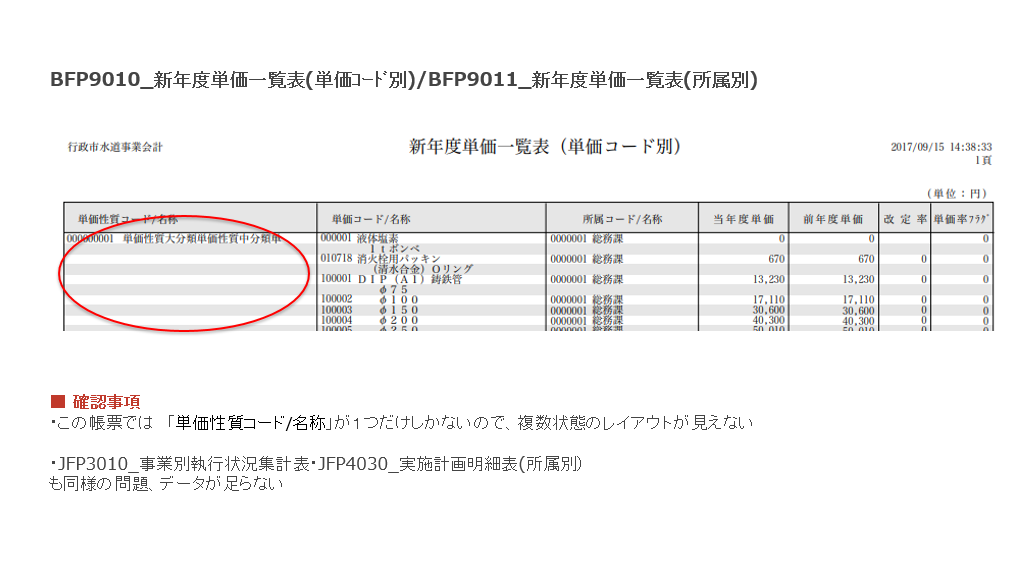 BFP9010_新年度単価一覧表(単価ｺｰﾄﾞ別)/BFP9011_新年度単価一覧表(所属別)
行政市水道事業会計 新年度単価一覧表（単価コード別） 2017/09/15 14:38:33
1頁
（単位：円）
単価性質コード/名称 単価コード/名称 所属コード/名称 当年度単価 前年度単価 改定率 単価率ﾌﾗｸﾞ
000000001 単価性質大分類単価性質中分類単 000001 液体塩素 0000001 総務課 0 0 0
１ｔボンベ
010718 消火栓用パッキン 0000001 総務課 670 670 0 0
（清水合金）Ｏリング
100001 ＤＩＰ（Ａ１）鋳鉄管 0000001 総務課 13,230 13,230 0 0
φ７５
100002 φ１００ 0000001 総務課 17,110 17,110 0 0
100003 φ１５０ 0000001 総務課 30,600 30,600 0 0
100004 φ２００ 0000001 総務課 40,300 40,300 0 0
100005 φ２５０ 0000001 総務課 50,010 50,010 0 0
■ 確認事項
・この帳票では 「単価性質コード/名称」が１つだけしかないので、複数状態のレイアウトが見えない
・JFP3010_事業別執行状況集計表・JFP4030_実施計画明細表(所属別）
も同様の問題、データが足らない